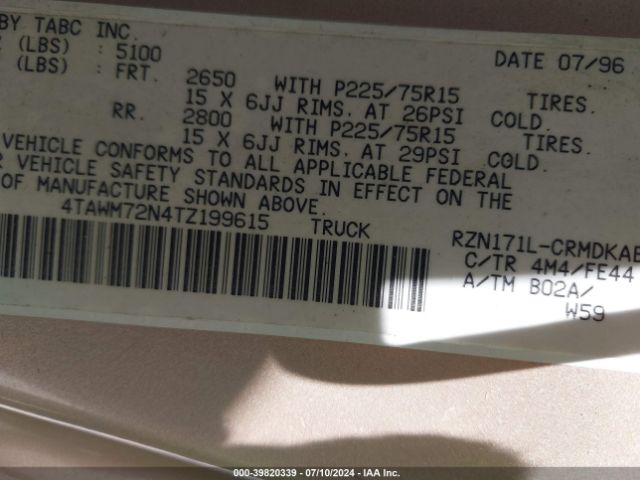 BY TABC INC. DATE 07/96
(LBS) : 5100
(LBS) : FRT. 2650 WITH P225/75R15 TIRES.
15 X 6JJ RIMS. AT 26PSI COLD.
RR. 2800 WITH P225/75R15 TIRES.
15 X 6JJ RIMS. AT 29PSI COLD.
VEHICLE CONFORMS TO ALL APPLICABLE FEDERAL
VEHICLE SAFETY STANDARDS IN EFFECT ON THE
OF MANUFACTURE SHOWN ABOVE.
4TAWM72N4TZ199615 TRUCK RZN171L-CRMDKAB
C/TR 4M4/FE44
A/TM B02A/
W59
000-39820339 - 07/10/2024 - IAA Inc.